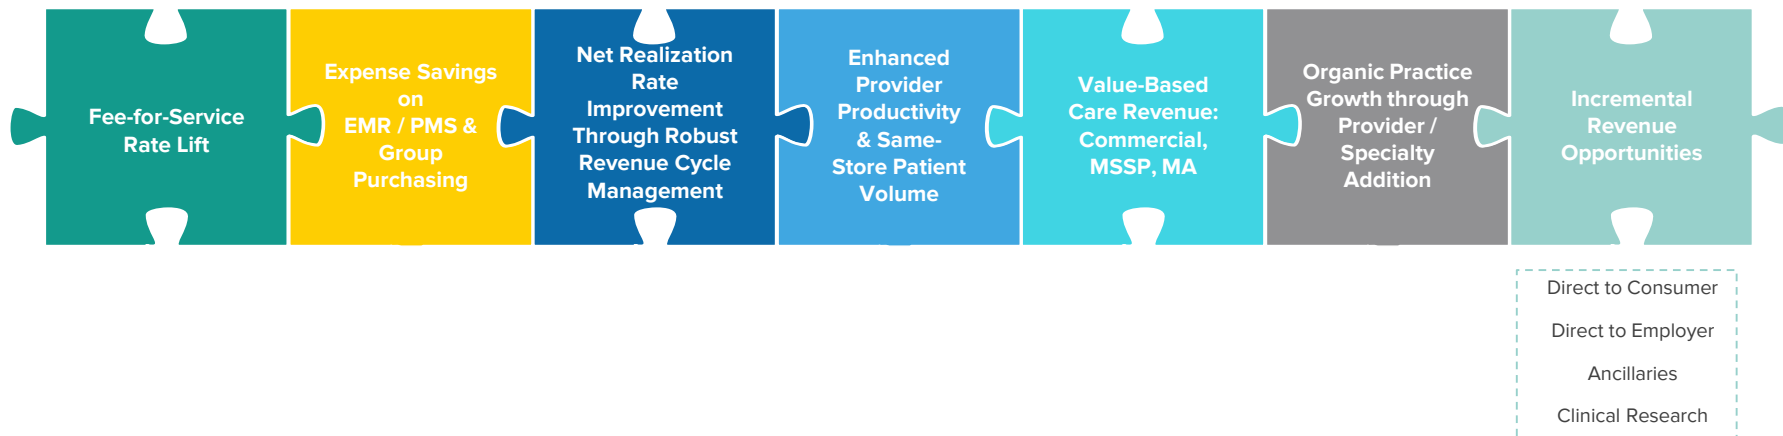 Fee-for-Service
Rate Lift
Expense Savings
on
EMR / PMS &
Group
Purchasing
Net Realization
Rate
Improvement
Through Robust
Revenue Cycle
Management
Enhanced
Provider
Productivity
& Same-
Store Patient
Volume
Value-Based
Care Revenue:
Commercial,
MSSP, MA
Organic Practice
Growth through
Provider /
Specialty
Addition
Incremental
Revenue
Opportunities
Direct to Consumer
Direct to Employer
Ancillaries
Clinical Research